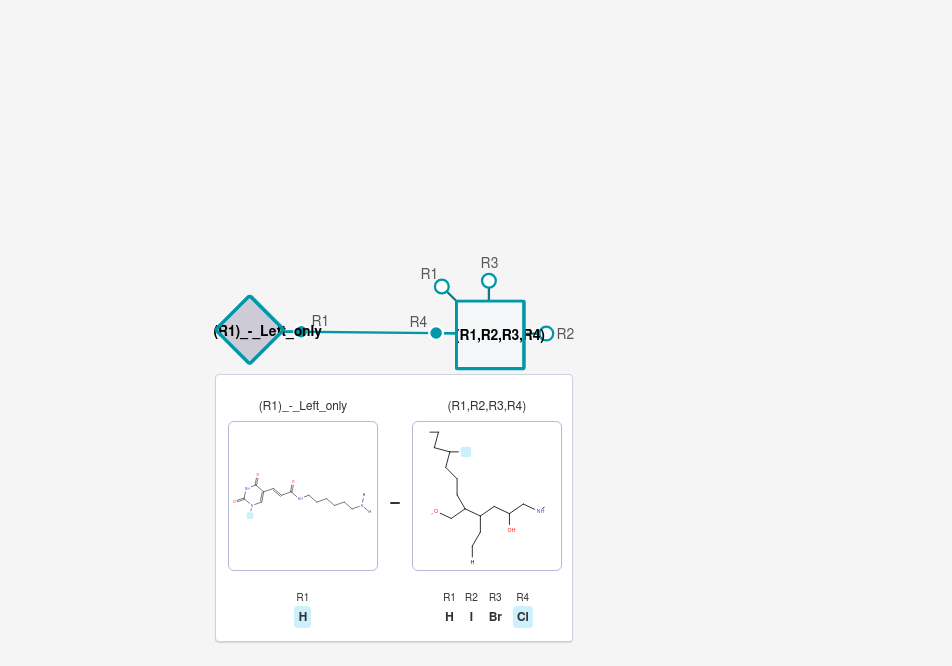 R3
R1
R1
R4
(R1)_-_Left_only
(R1,R2,R3,R4)
R2
(R1)_-_Left_only
(R1,R2,R3,R4)
O
NH
O
O
N
NH
N
H
O
NH
OH
H
R1
R1 R2 R3 R4
H
H I Br Cl